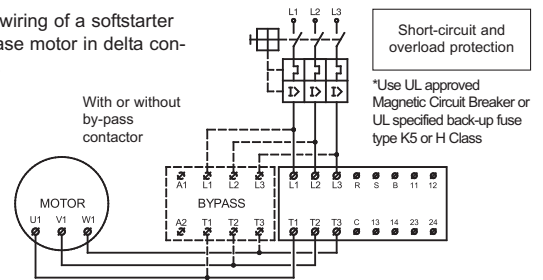 wiring of a softstarter
ase motor in delta con-
L1 L2 L3
Short-circuit and
overload protection
I> I> I>
*Use UL approved
Magnetic Circuit Breaker or
UL specified back-up fuse
type K5 or H Class
With or without
by-pass
contactor
A1 L1 L2 L3 L1 L2 L3 R S B 11 12
MOTOR
BYPASS
U1 V1 W1
A2 T1 T2 T3 T1 T2 T3 C 13 14 23 24